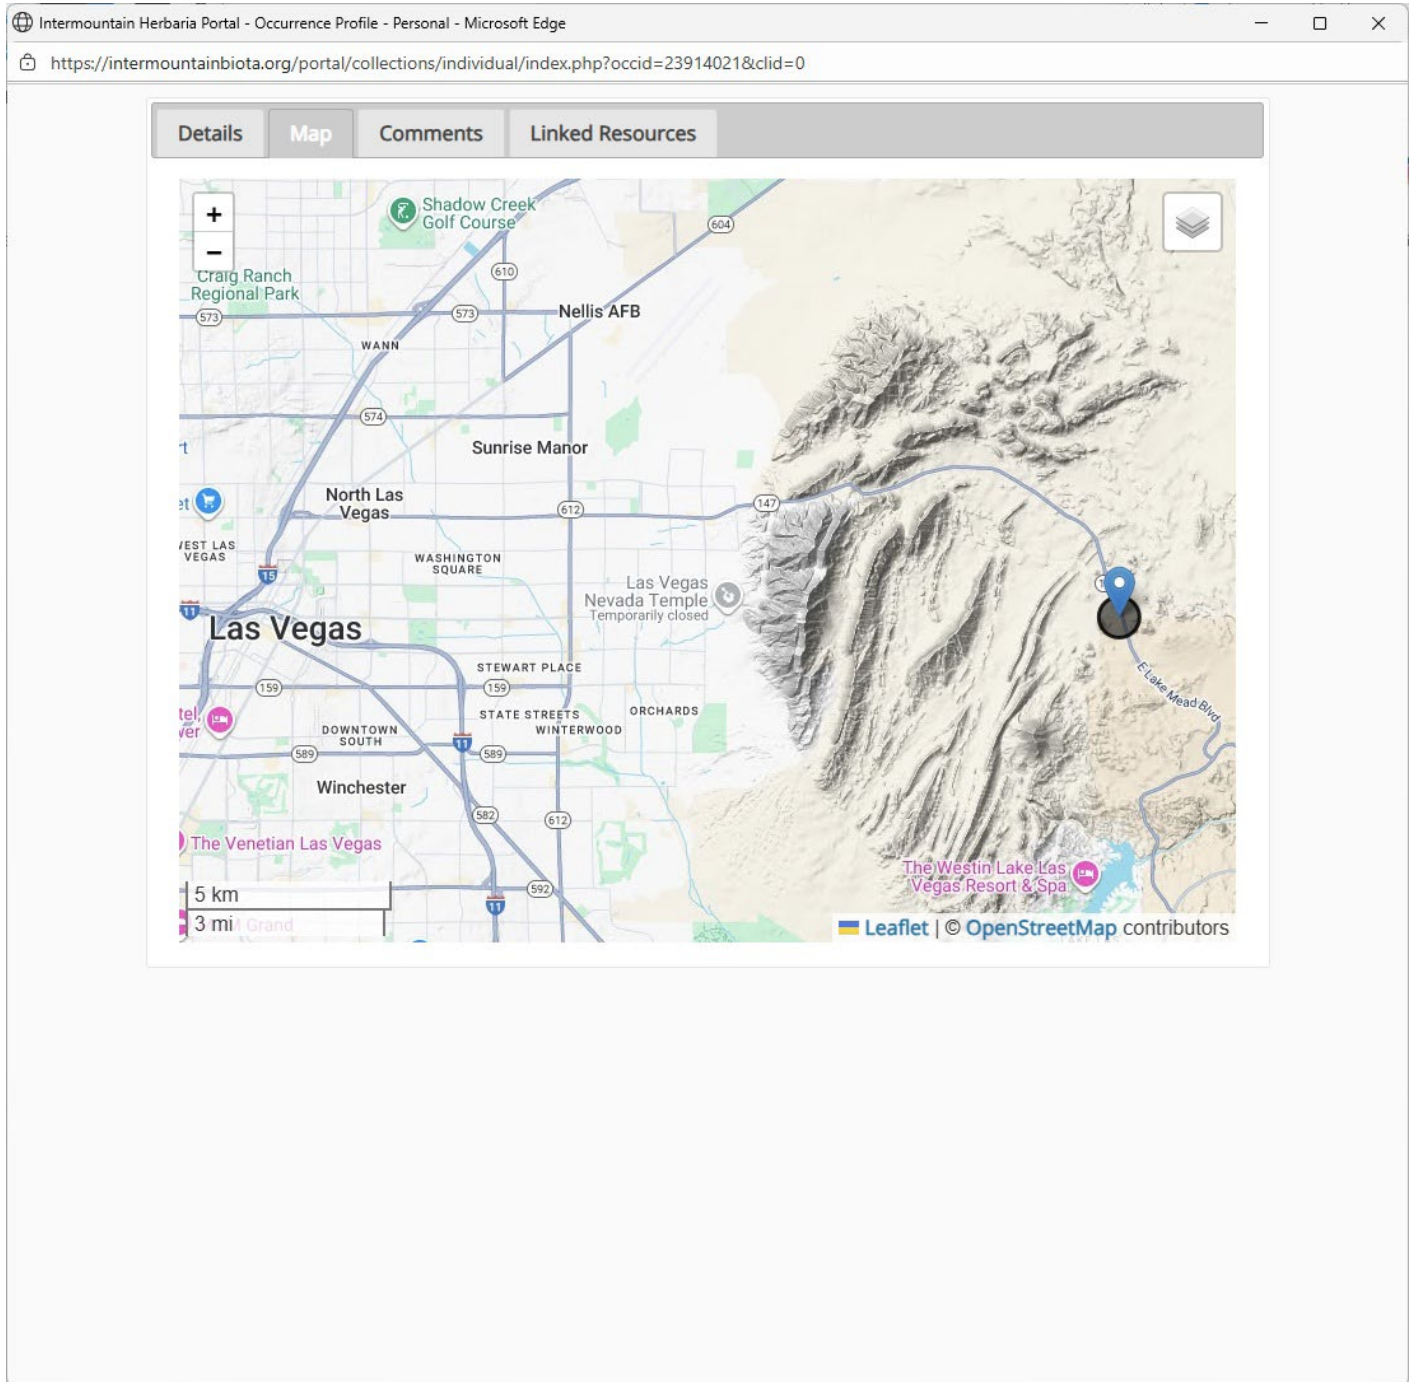 Intermountain Herbaria Portal - Occurrence Profile - Personal - Microsoft Edge
https://intermountainbiota.org/portal/collections/individual/index.php?occid=23914021&clid=0
Details
Map
Comments
Linked Resources
+
−
Shadow Creek
Golf Course
604
610
Craig Ranch
Regional Park
573
573
Nellis AFB
WANN
574
Sunrise Manor
North Las
Vegas
147
612
WEST LAS
VEGAS
WASHINGTON
SQUARE
15
Las Vegas
Nevada Temple
Temporarily closed
11
Las Vegas
STEWART PLACE
159
159
E Lake Mead Blvd
STATE STREETS
ORCHARDS
DOWNTOWN
SOUTH
WINTERWOOD
11
589
589
Winchester
582
612
The Venetian Las Vegas
The Westin Lake Las
Vegas Resort & Spa
592
5 km
11
3 mi
Grand
Leaflet | © OpenStreetMap contributors